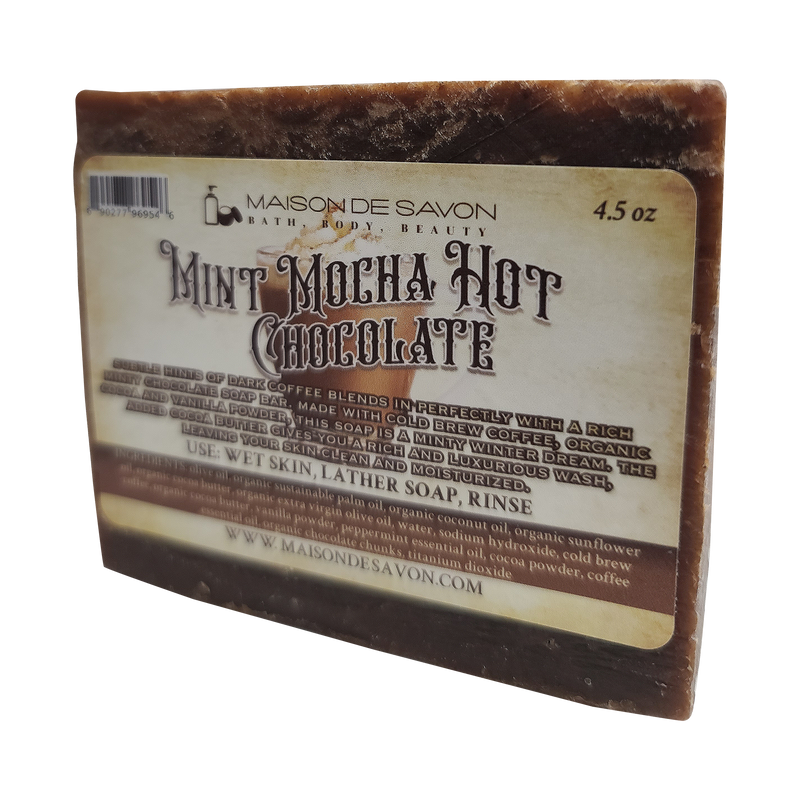 MAISON DE SAVON
BATH, BODY, BEAUTY
4.5 oz
90277 96954 6
MINT MOCHA HOT
CHOCOLATE
SUBTLE HINTS OF DARK COFFEE BLENDS IN PERFECTLY WITH A RICH
MINTY CHOCOLATE SOAP BAR. MADE WITH COLD BREW COFFEE, ORGANIC
COCOA AND VANILLA POWDER, THIS SOAP IS A MINTY WINTER DREAM. THE
ADDED COCOA BUTTER GIVES YOU A RICH AND LUXURIOUS WASH,
LEAVING YOUR SKIN CLEAN AND MOISTURIZED.
USE: WET SKIN, LATHER SOAP, RINSE
INGREDIENTS: olive oil, organic sustainable palm oil, organic coconut oil, organic sunflower
oil, organic cocoa butter, organic extra virgin olive oil, water, sodium hydroxide, cold brew
coffee, organic cocoa butter, vanilla powder, peppermint essential oil, cocoa powder, coffee
essential oil, organic chocolate chunks, titanium dioxide
WWW.MAISONDESAVON.COM